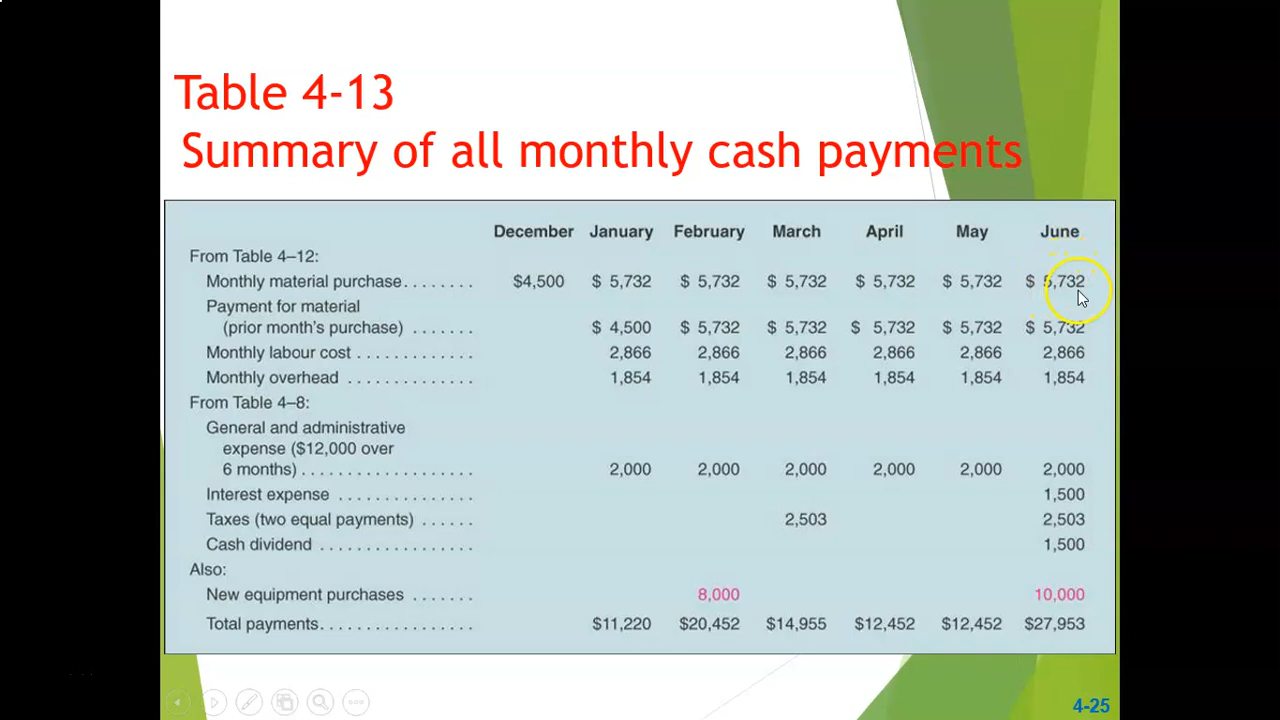 Table 4-13
Summary of all monthly cash payments
December January February March April May June
From Table 4–12:
Monthly material purchase. . . . . . . . $4,500 $ 5,732 $ 5,732 $ 5,732 $ 5,732 $ 5,732 $ 5,732
Payment for material
(prior month's purchase) . . . . . . . $ 4,500 $ 5,732 $ 5,732 $ 5,732 $ 5,732 $ 5,732
Monthly labour cost . . . . . . . . . . . . . 2,866 2,866 2,866 2,866 2,866 2,866
Monthly overhead . . . . . . . . . . . . . . 1,854 1,854 1,854 1,854 1,854 1,854
From Table 4–8:
General and administrative
expense ($12,000 over
6 months) . . . . . . . . . . . . . . . . . . . 2,000 2,000 2,000 2,000 2,000 2,000
Interest expense . . . . . . . . . . . . . . . 1,500
Taxes (two equal payments) . . . . . . 2,503 2,503
Cash dividend . . . . . . . . . . . . . . . . . 1,500
Also:
New equipment purchases . . . . . . . 8,000 10,000
Total payments. . . . . . . . . . . . . . . . . $11,220 $20,452 $14,955 $12,452 $12,452 $27,953
4-25